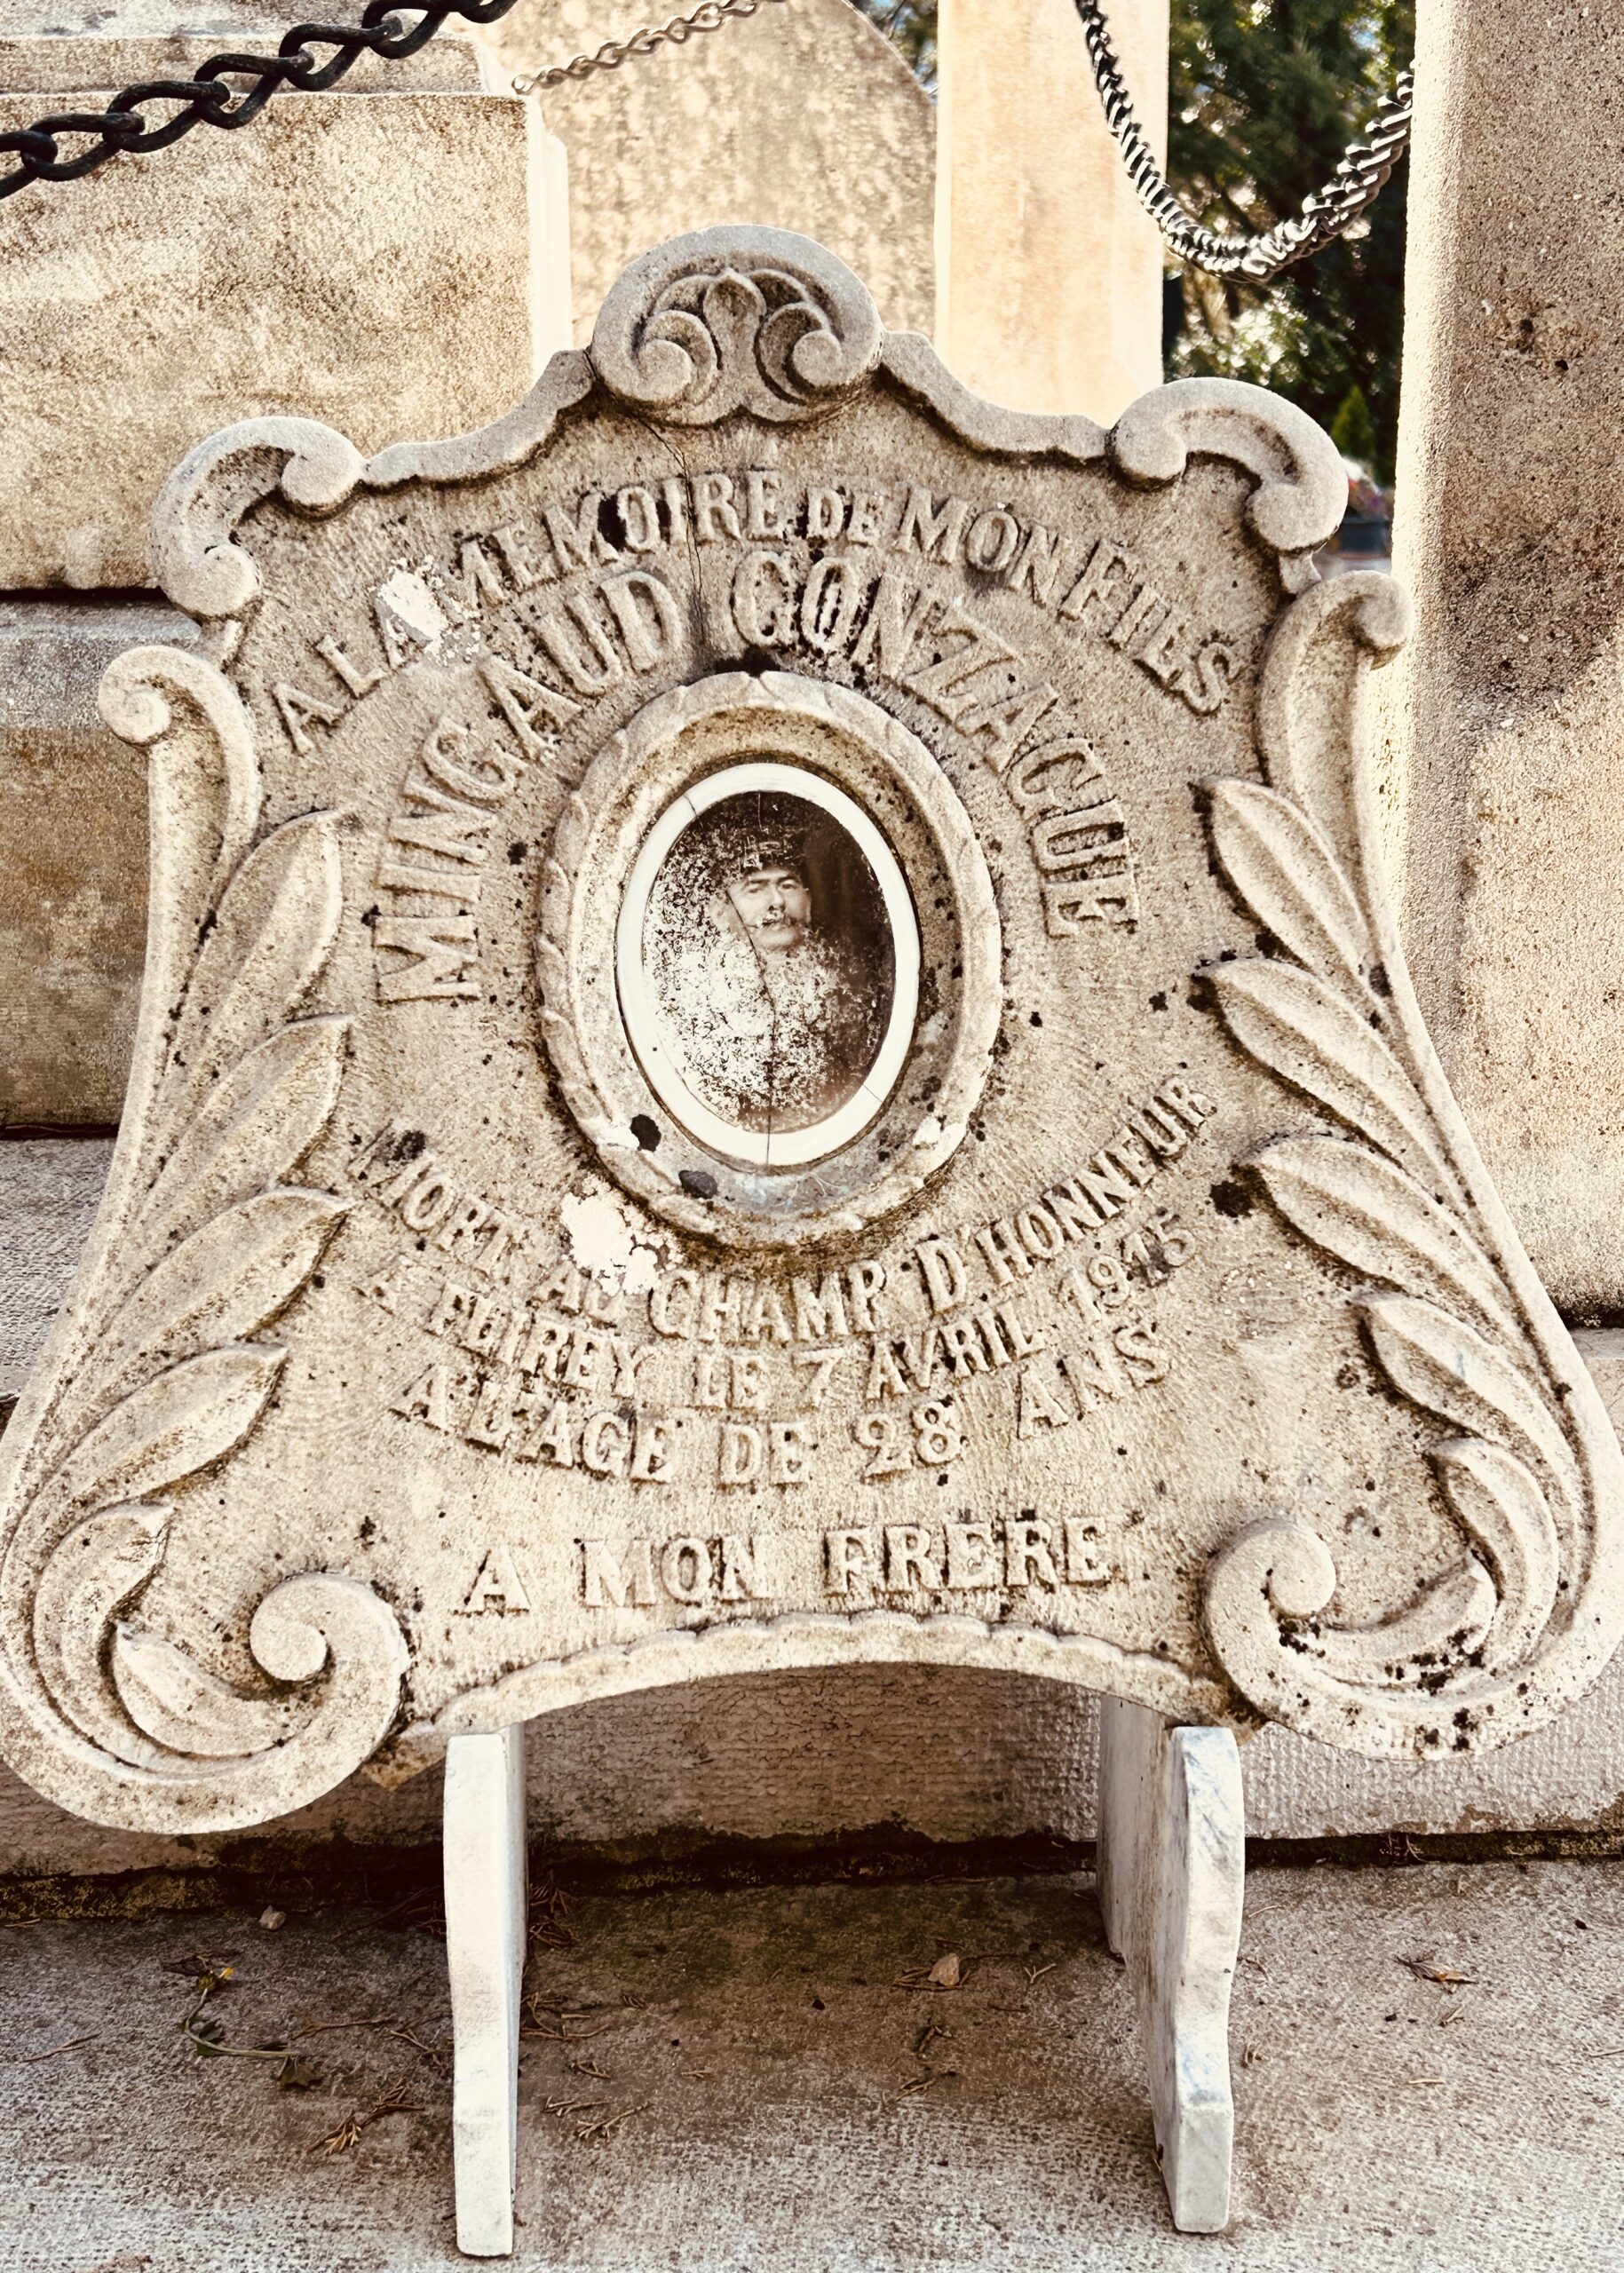 A LA MEMOIRE DE MON FILS
MINGAUD GONZAGUE
MORT AU CHAMP D'HONNEUR
A FLIREY LE 7 AVRIL 1915
A L'AGE DE 28 ANS
A MON FRERE